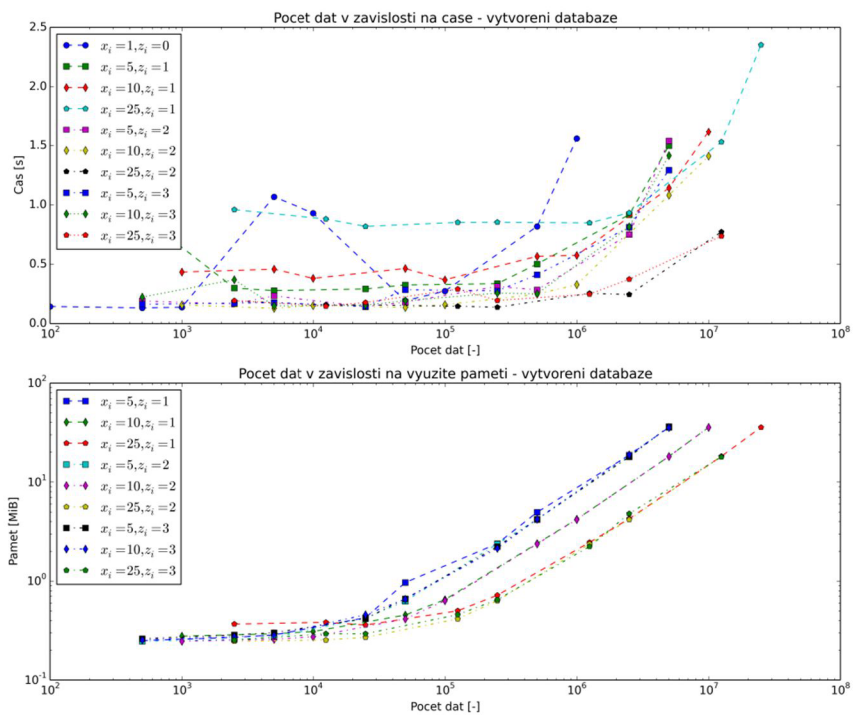 Pocet dat v zavislosti na case - vytvoreni databaze
2.5
2.0
1.5
1.0
0.5
0.0
Cas [s]
x_i = 1, z_i = 0
x_i = 5, z_i = 1
x_i = 10, z_i = 1
x_i = 25, z_i = 1
x_i = 5, z_i = 2
x_i = 10, z_i = 2
x_i = 25, z_i = 2
x_i = 5, z_i = 3
x_i = 10, z_i = 3
x_i = 25, z_i = 3
10^2 10^3 10^4 10^5 10^6 10^7 10^8
Pocet dat [-]
Pocet dat v zavislosti na vyuzite pameti - vytvoreni databaze
10^2
10^1
10^0
10^-1
Pamet [MiB]
x_i = 5, z_i = 1
x_i = 10, z_i = 1
x_i = 25, z_i = 1
x_i = 5, z_i = 2
x_i = 10, z_i = 2
x_i = 25, z_i = 2
x_i = 5, z_i = 3
x_i = 10, z_i = 3
x_i = 25, z_i = 3
10^2 10^3 10^4 10^5 10^6 10^7 10^8
Pocet dat [-]